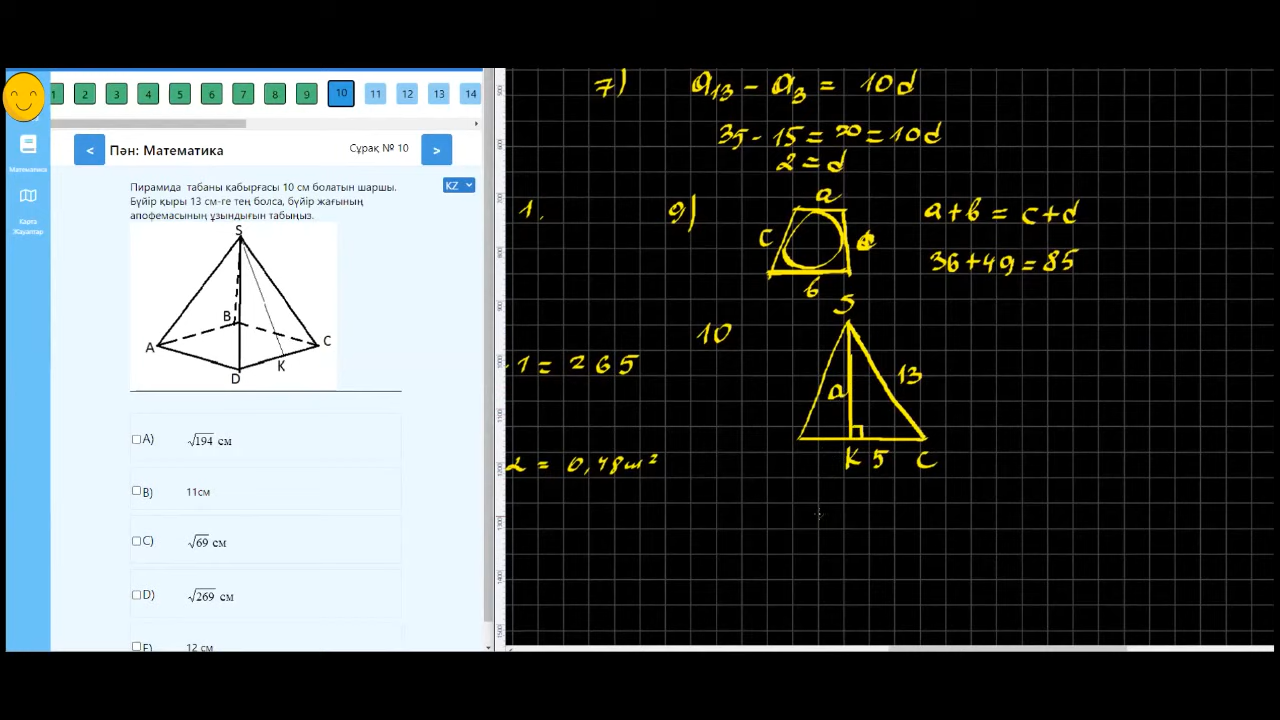 1 2 3 4 5 6 7 8 9 10 11 12 13 14
< Пән: Математика Сұрақ № 10 >
Математика
Карта
Жауаптар
KZ
Пирамида табаны қабырғасы 10 см болатын шаршы.
Бүйір қыры 13 см-ге тең болса, бүйір жағының
апофемасының ұзындығын табыңыз.
S
B
A
C
K
D
A) √194 см
B) 11см
C) √69 см
D) √269 см
E) 12 см
7) a₁₃ - a₃ = 10d
35 - 15 = 20 = 10d
2 = d
1.
9)
a
c
b
a + b = c + d
36 + 49 = 85
10
S
a
13
K 5 C
1 = 265
2 = 0,48 m²